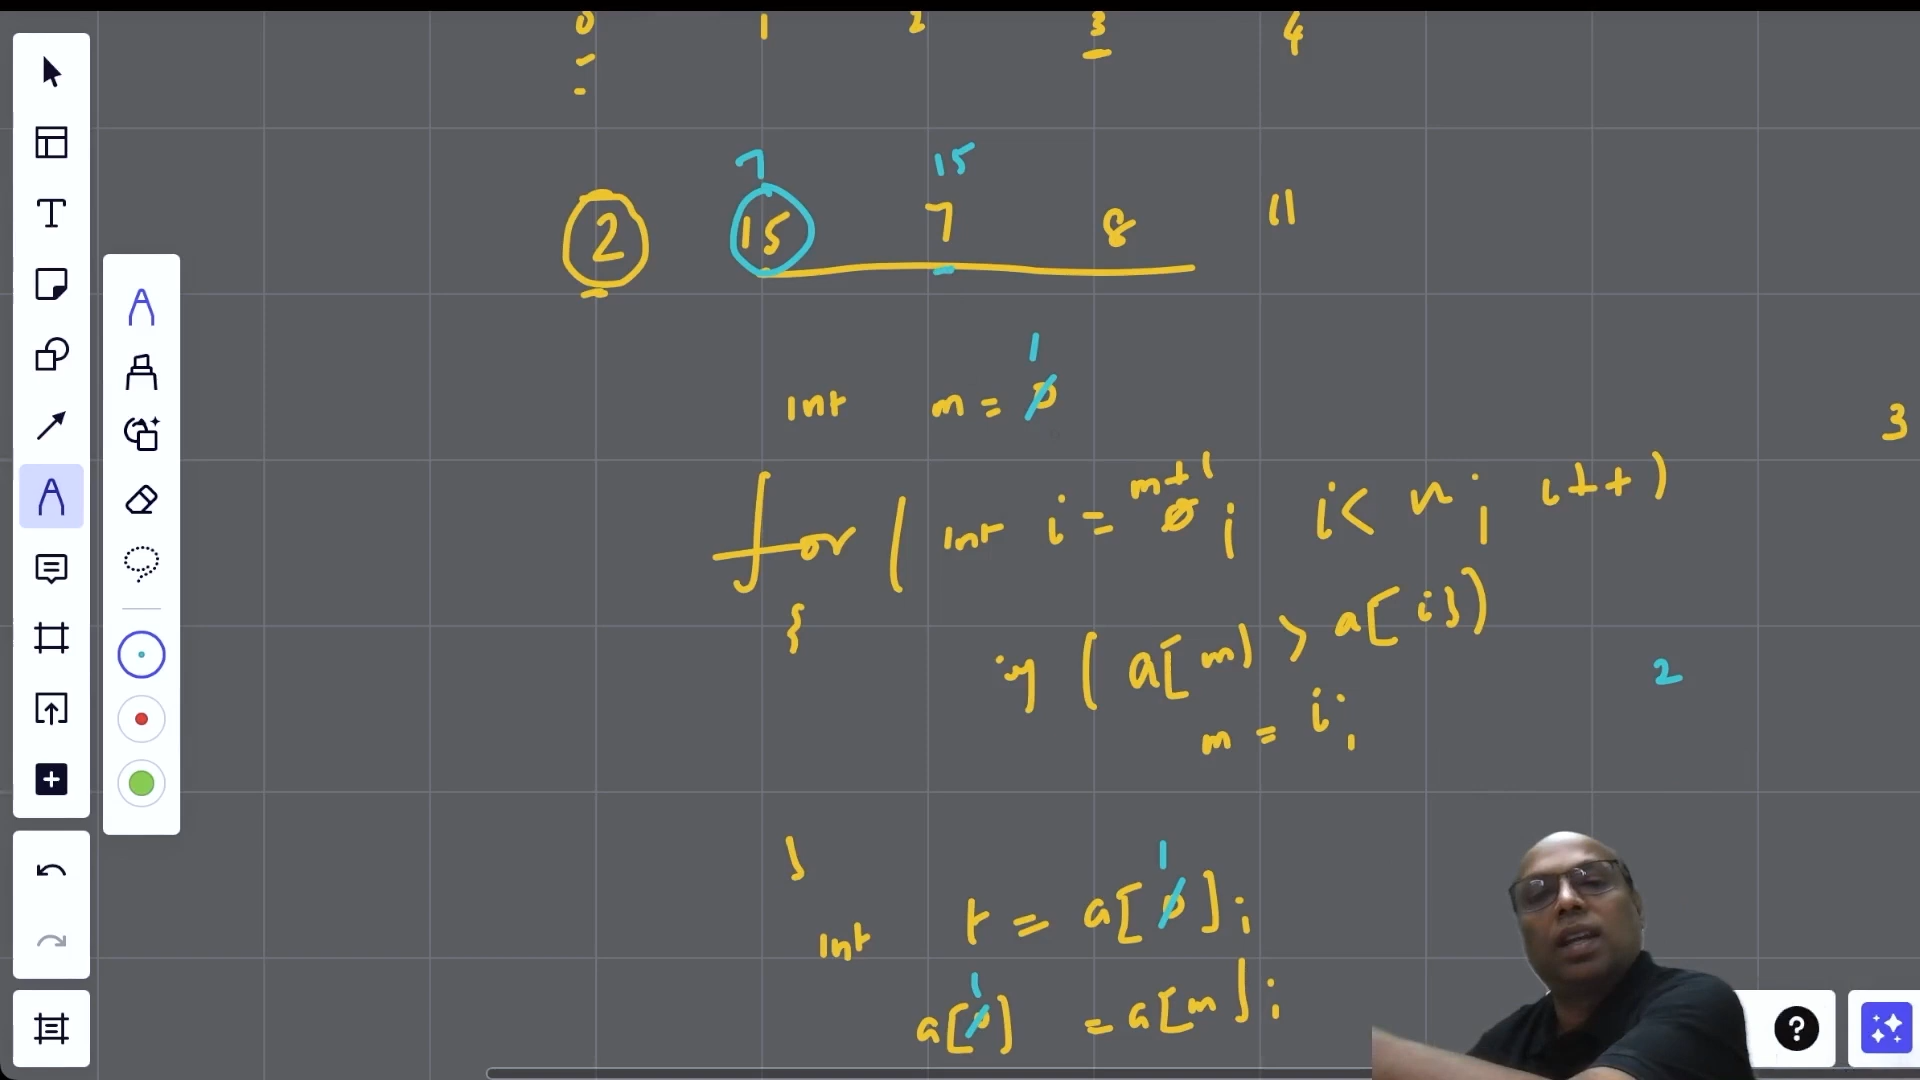 0 1 2 3 4
7 15
2 15 7 8 11
1
int m = 0
3
m+1
for ( int i = 0 ; i < n ; i++ )
{
if ( a[m] > a[i] )
2
m = i ;
}
1
int t = a[0] ;
1
a[0] = a[m] ;
T
?